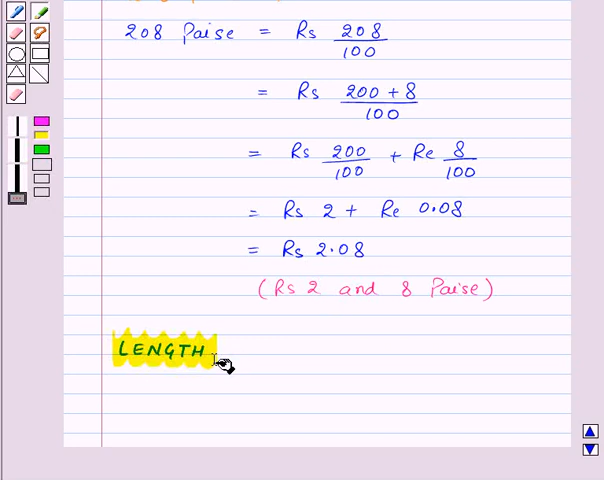 208 Paise = Rs 208/100
= Rs 200 + 8/100
= Rs 200/100 + Re 8/100
= Rs 2 + Re 0.08
= Rs 2.08
(Rs 2 and 8 Paise)
LENGTH